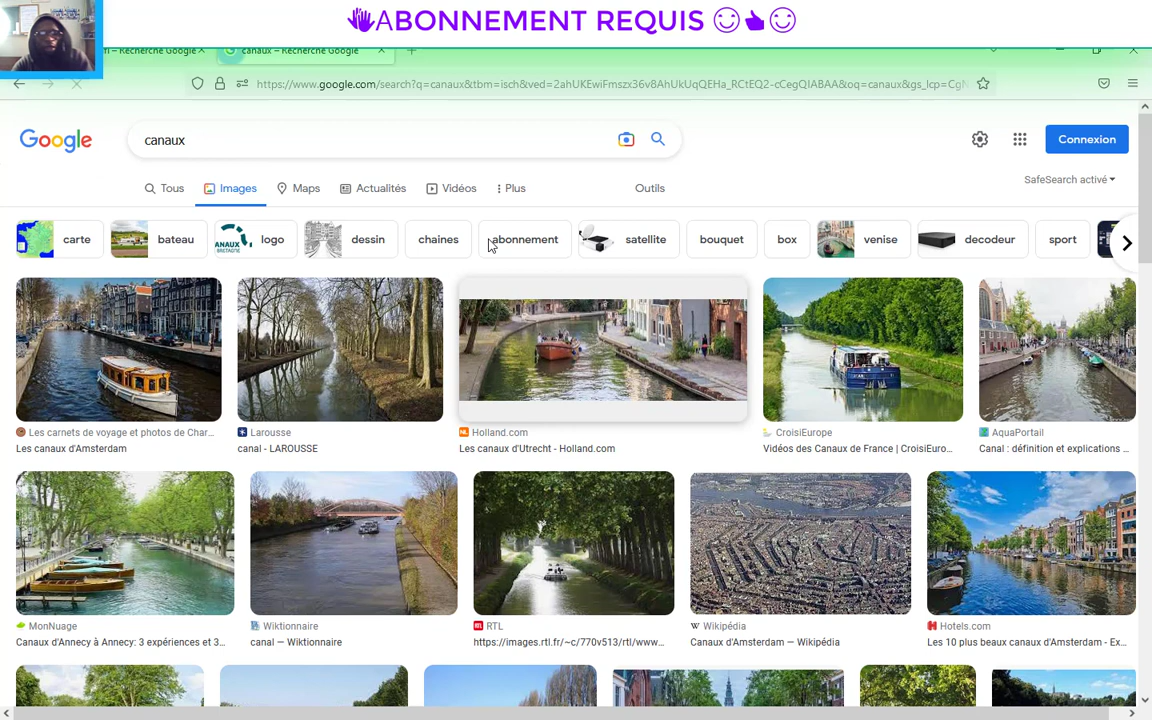 ABONNEMENT REQUIS
– Recherche Google
canaux – Recherche Google
https://www.google.com/search?q=canaux&tbm=isch&ved=2ahUKEwiFmszx36v8AhUkUqQEHa_RCtEQ2-cCegQIABAA&oq=canaux&gs_lcp=CgN
Google
canaux
Connexion
Tous
Images
Maps
Actualités
Vidéos
Plus
Outils
SafeSearch activé
carte
bateau
ANAUX
BRETAGNE
logo
dessin
chaines
abonnement
satellite
bouquet
box
venise
decodeur
sport
Les carnets de voyage et photos de Char...
Larousse
Holland.com
CroisiEurope
AquaPortail
Les canaux d'Amsterdam
canal - LAROUSSE
Les canaux d'Utrecht - Holland.com
Vidéos des Canaux de France | CroisiEuro...
Canal : définition et explications ...
MonNuage
Wiktionnaire
RTL
Wikipédia
Hotels.com
Canaux d'Annecy à Annecy: 3 expériences et 3...
canal — Wiktionnaire
https://images.rtl.fr/~c/770v513/rtl/www...
Canaux d'Amsterdam — Wikipédia
Les 10 plus beaux canaux d'Amsterdam - Ex...